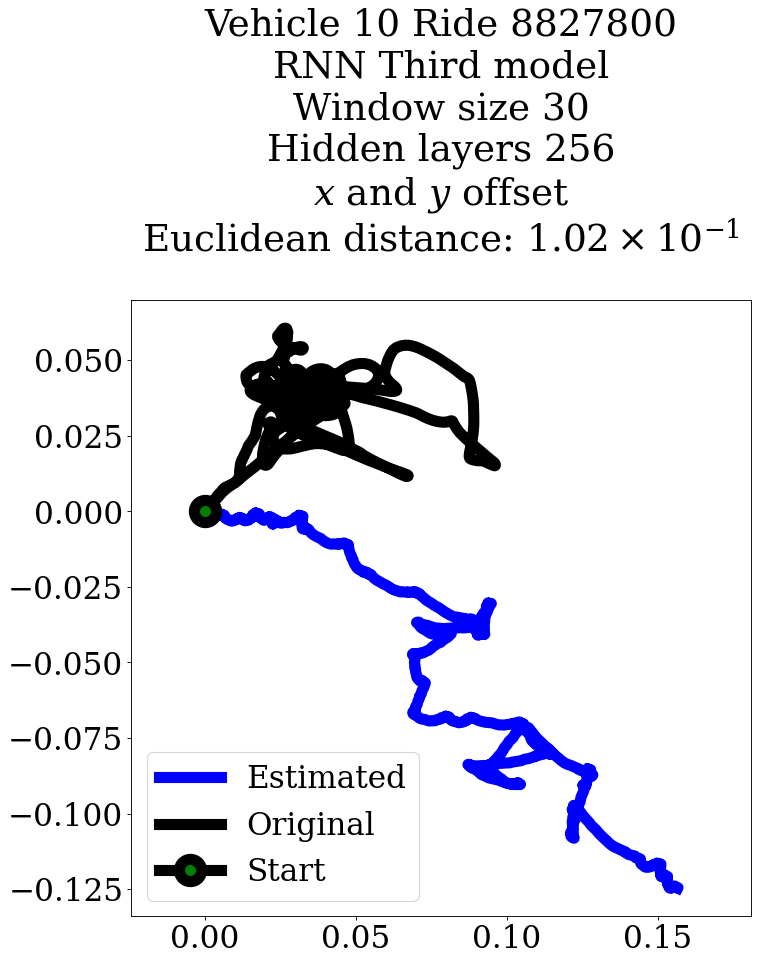 Vehicle 10 Ride 8827800
RNN Third model
Window size 30
Hidden layers 256
x and y offset
Euclidean distance: 1.02 × 10⁻¹
0.050
0.025
0.000
−0.025
−0.050
−0.075
−0.100
−0.125
Estimated
Original
Start
0.00 0.05 0.10 0.15